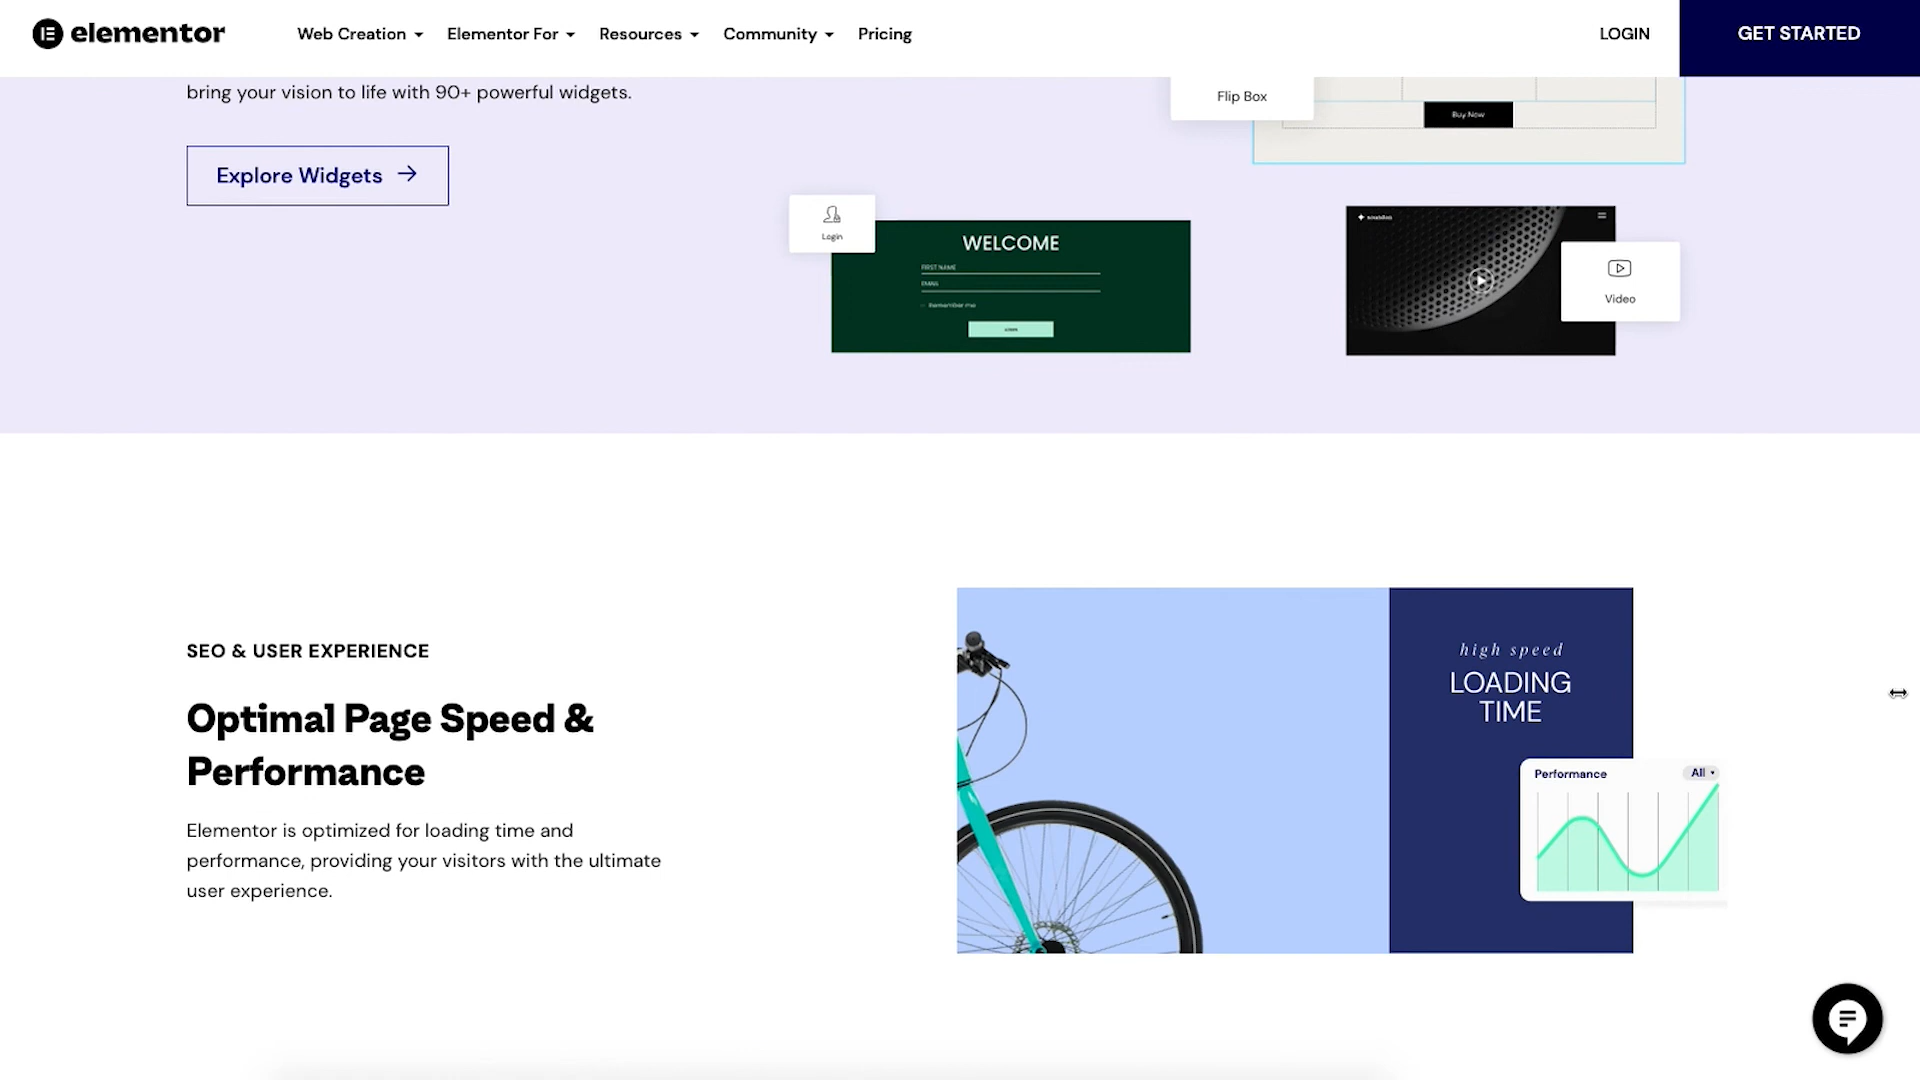 elementor
Web Creation
Elementor For
Resources
Community
Pricing
LOGIN
GET STARTED
bring your vision to life with 90+ powerful widgets.
Explore Widgets
Flip Box
Buy Now
Login
WELCOME
FIRST NAME
EMAIL
Remember me
Video
SEO & USER EXPERIENCE
Optimal Page Speed &
Performance
Elementor is optimized for loading time and
performance, providing your visitors with the ultimate
user experience.
high speed
LOADING
TIME
Performance
All